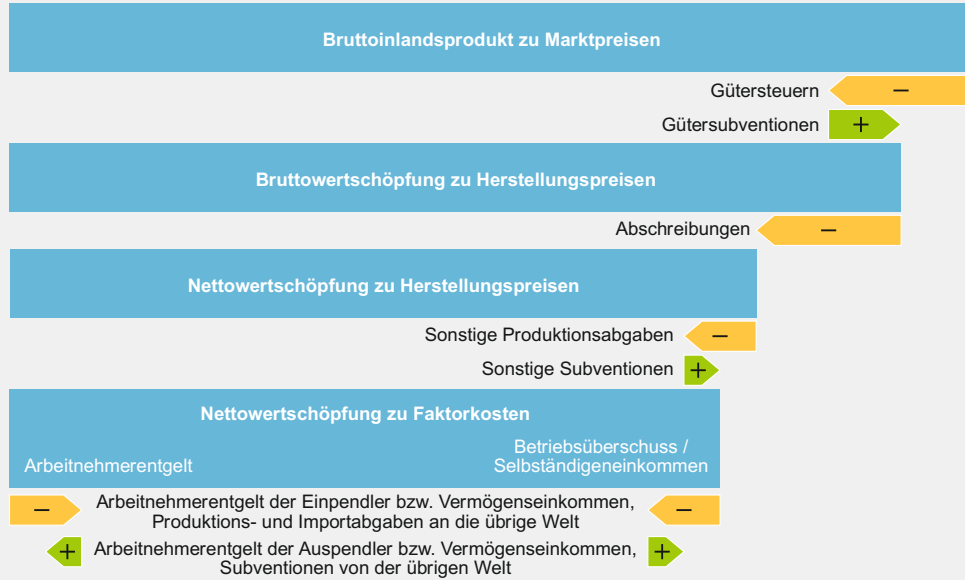 Bruttoinlandsprodukt zu Marktpreisen
Gütersteuern −
Gütersubventionen +
Bruttowertschöpfung zu Herstellungspreisen
Abschreibungen −
Nettowertschöpfung zu Herstellungspreisen
Sonstige Produktionsabgaben −
Sonstige Subventionen +
Nettowertschöpfung zu Faktorkosten
Arbeitnehmerentgelt
Betriebsüberschuss /
Selbständigeneinkommen
− Arbeitnehmerentgelt der Einpendler bzw. Vermögenseinkommen, −
Produktions- und Importabgaben an die übrige Welt
+ Arbeitnehmerentgelt der Auspendler bzw. Vermögenseinkommen, +
Subventionen von der übrigen Welt